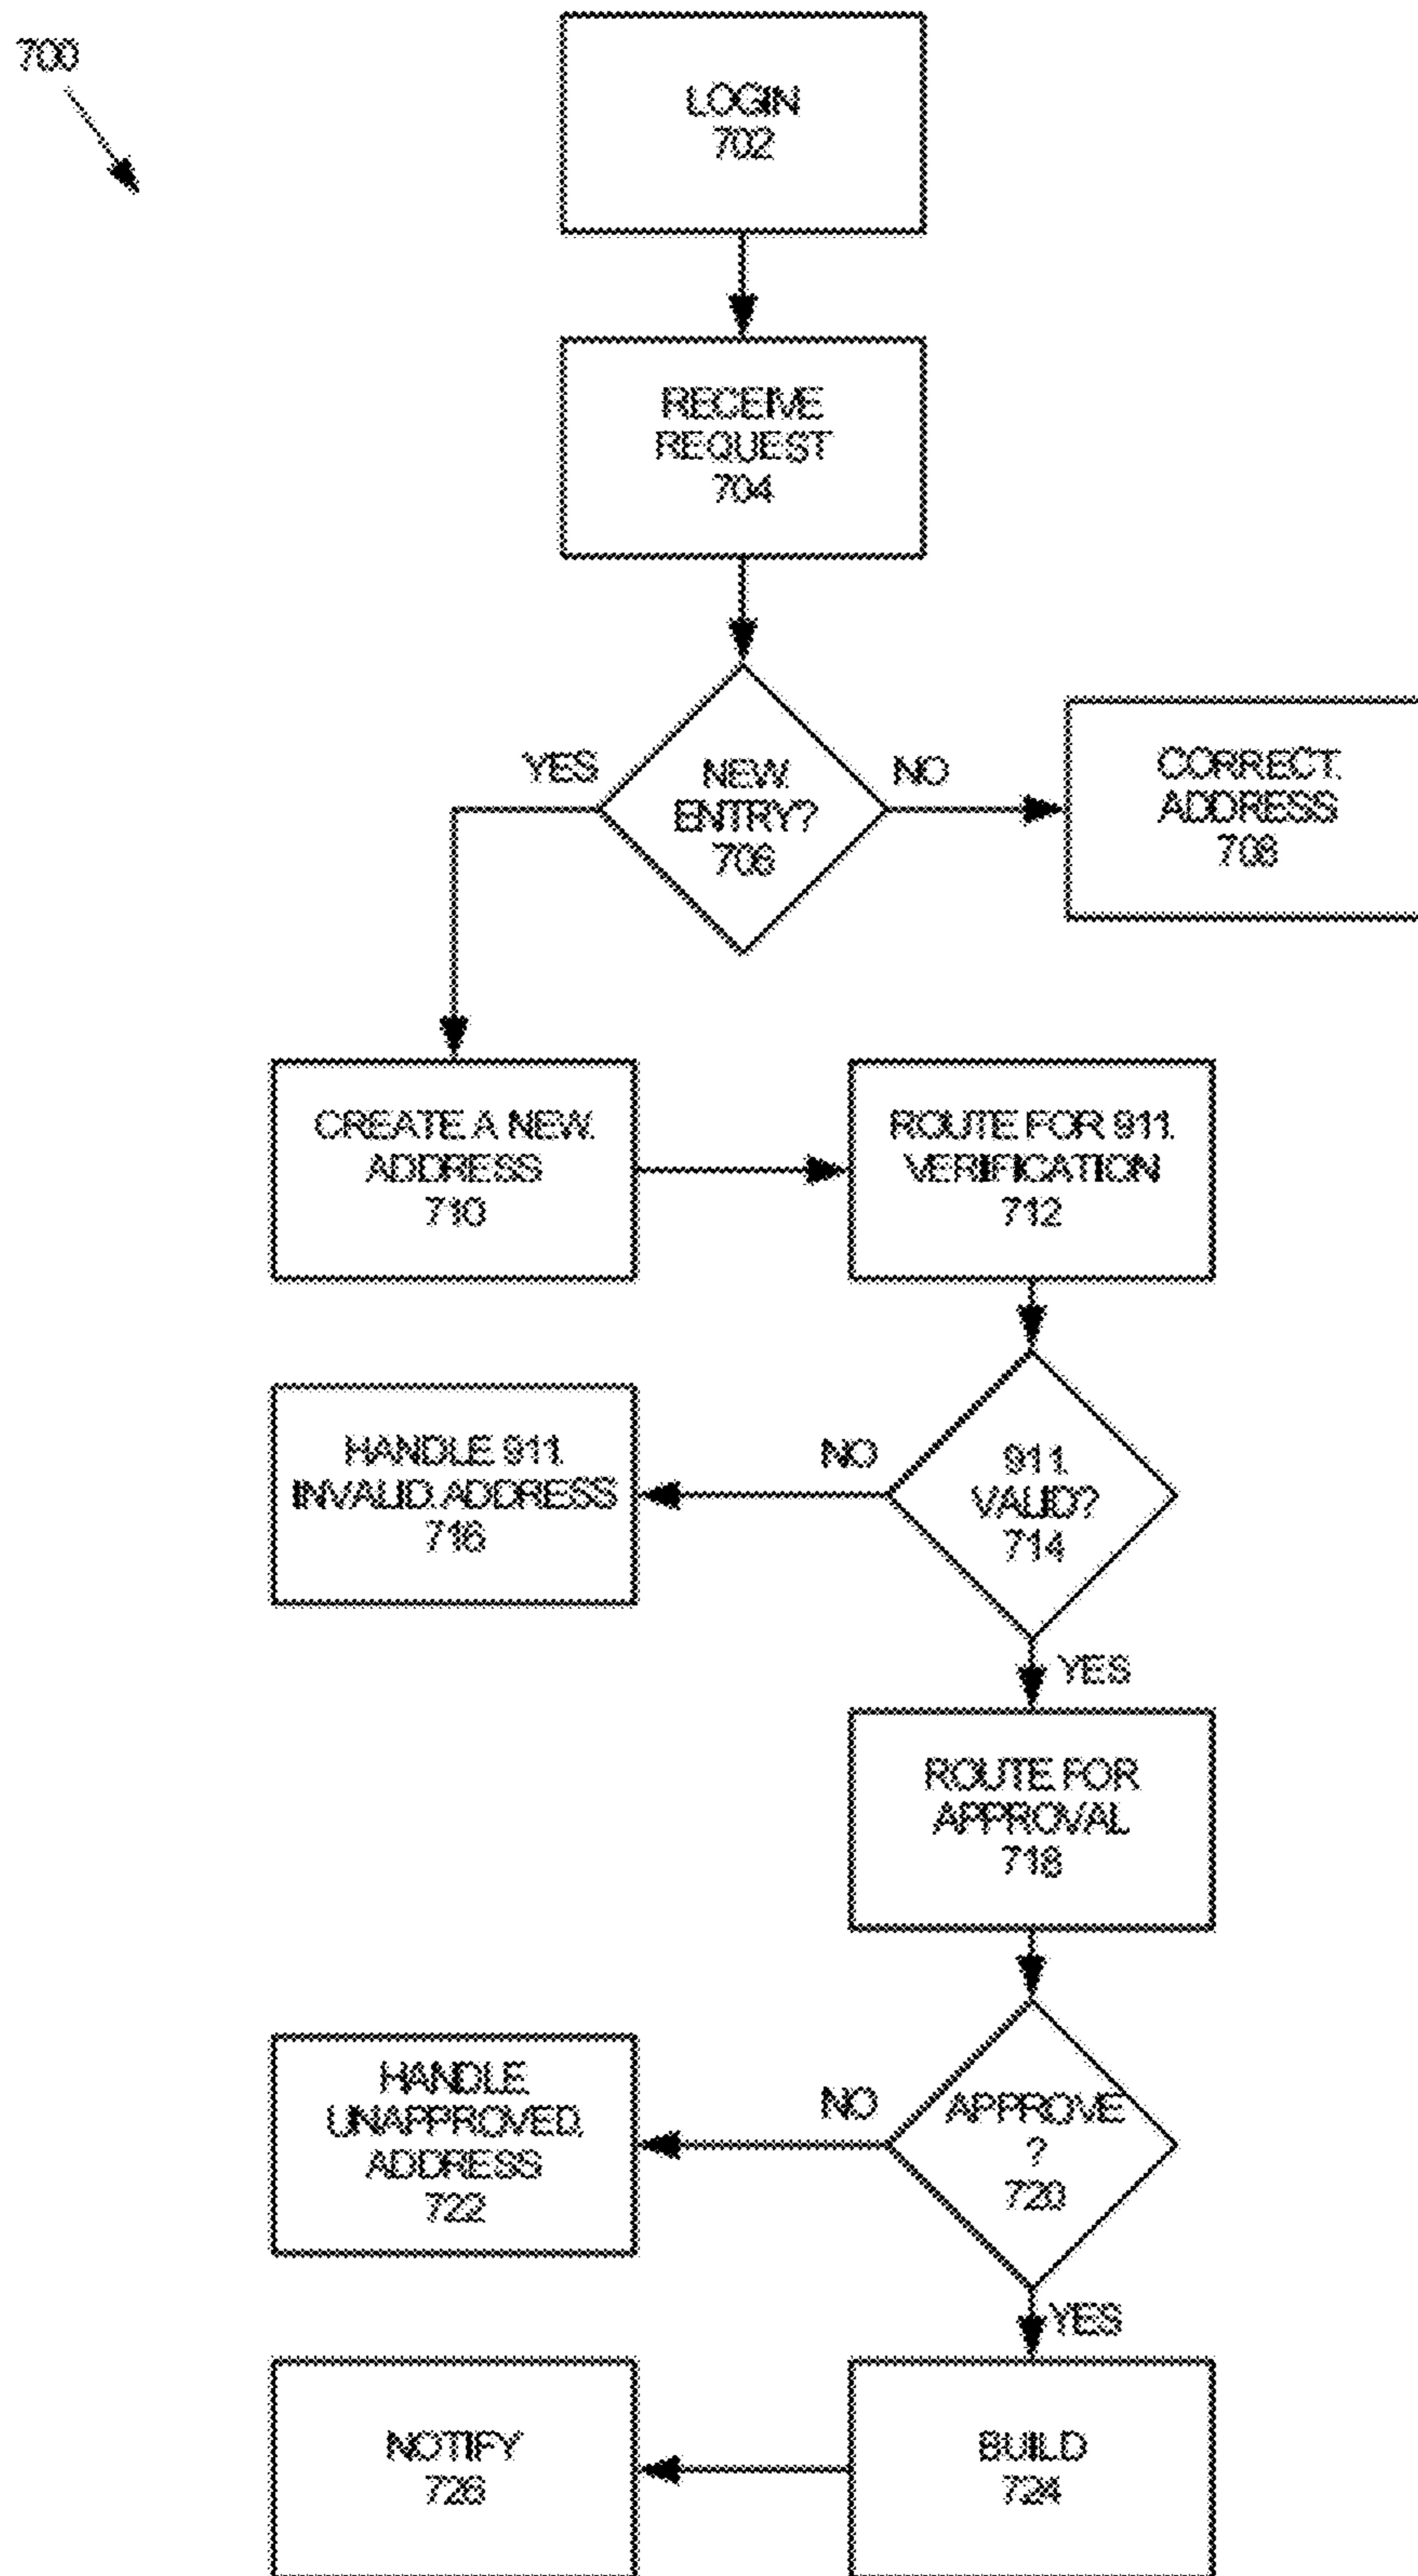 700
LOGIN
702
RECEIVE
REQUEST
704
YES
NEW
ENTRY?
706
NO
CORRECT
ADDRESS
708
CREATE A NEW
ADDRESS
710
ROUTE FOR 911
VERIFICATION
712
HANDLE 911
INVALID ADDRESS
716
NO
911
VALID?
714
YES
ROUTE FOR
APPROVAL
718
HANDLE
UNAPPROVED
ADDRESS
722
NO
APPROVE
?
720
YES
NOTIFY
726
BUILD
724